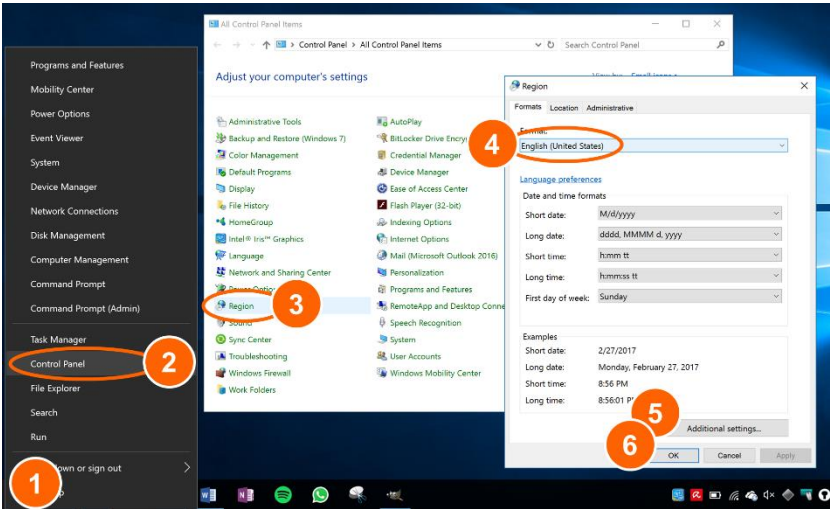 Programs and Features
Mobility Center
Power Options
Event Viewer
System
Device Manager
Network Connections
Disk Management
Computer Management
Command Prompt
Command Prompt (Admin)
Task Manager
Control Panel
2
File Explorer
Search
Run
or sign out
1
All Control Panel Items
Control Panel > All Control Panel Items
Search Control Panel
Adjust your computer's settings
Administrative Tools
Backup and Restore (Windows 7)
Color Management
Default Programs
Display
File History
HomeGroup
Intel® Iris™ Graphics
Language
Network and Sharing Center
Power Options
Region
3
Sound
Sync Center
Troubleshooting
Windows Firewall
Work Folders
AutoPlay
BitLocker Drive
Credential Manager
Device Manager
Ease of Access Center
Flash Player (32-bit)
Indexing Options
Internet Options
Mail (Microsoft Outlook 2016)
Personalization
Programs and Features
RemoteApp and Desktop Conne
Speech Recognition
System
User Accounts
Windows Mobility Center
Region
Formats Location Administrative
Format:
4
English (United States)
Language preferences
Date and time formats
Short date: M/d/yyyy
Long date: dddd, MMMM d, yyyy
Short time: h:mm tt
Long time: h:mm:ss tt
First day of week: Sunday
Examples
Short date: 2/27/2017
Long date: Monday, February 27, 2017
Short time: 8:56 PM
Long time: 8:56:01
5
Additional settings...
6
OK Cancel Apply